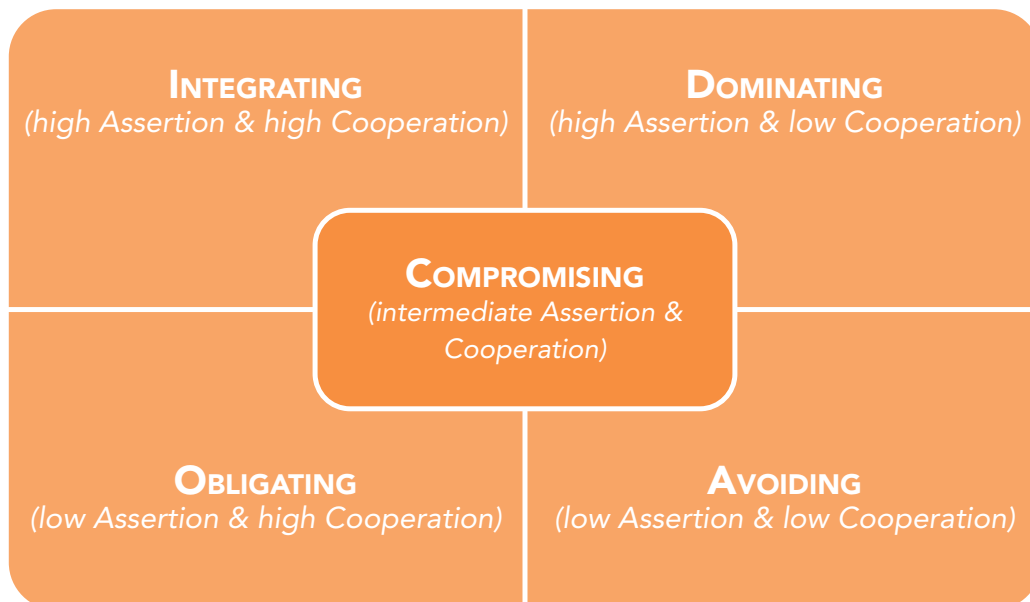 INTEGRATING
(high Assertion & high Cooperation)
DOMINATING
(high Assertion & low Cooperation)
COMPROMISING
(intermediate Assertion &
Cooperation)
OBLIGATING
(low Assertion & high Cooperation)
AVOIDING
(low Assertion & low Cooperation)